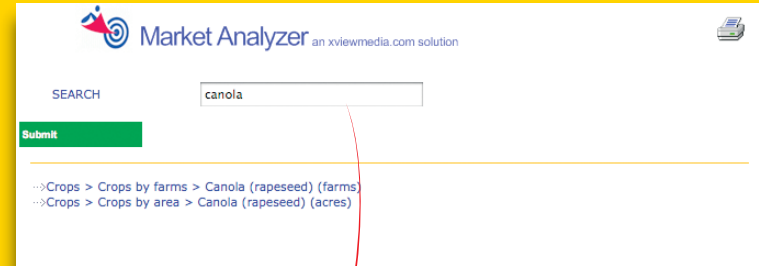 Market Analyzer an xviewmedia.com solution
SEARCH canola
Submit
Crops > Crops by farms > Canola (rapeseed) (farms)
Crops > Crops by area > Canola (rapeseed) (acres)